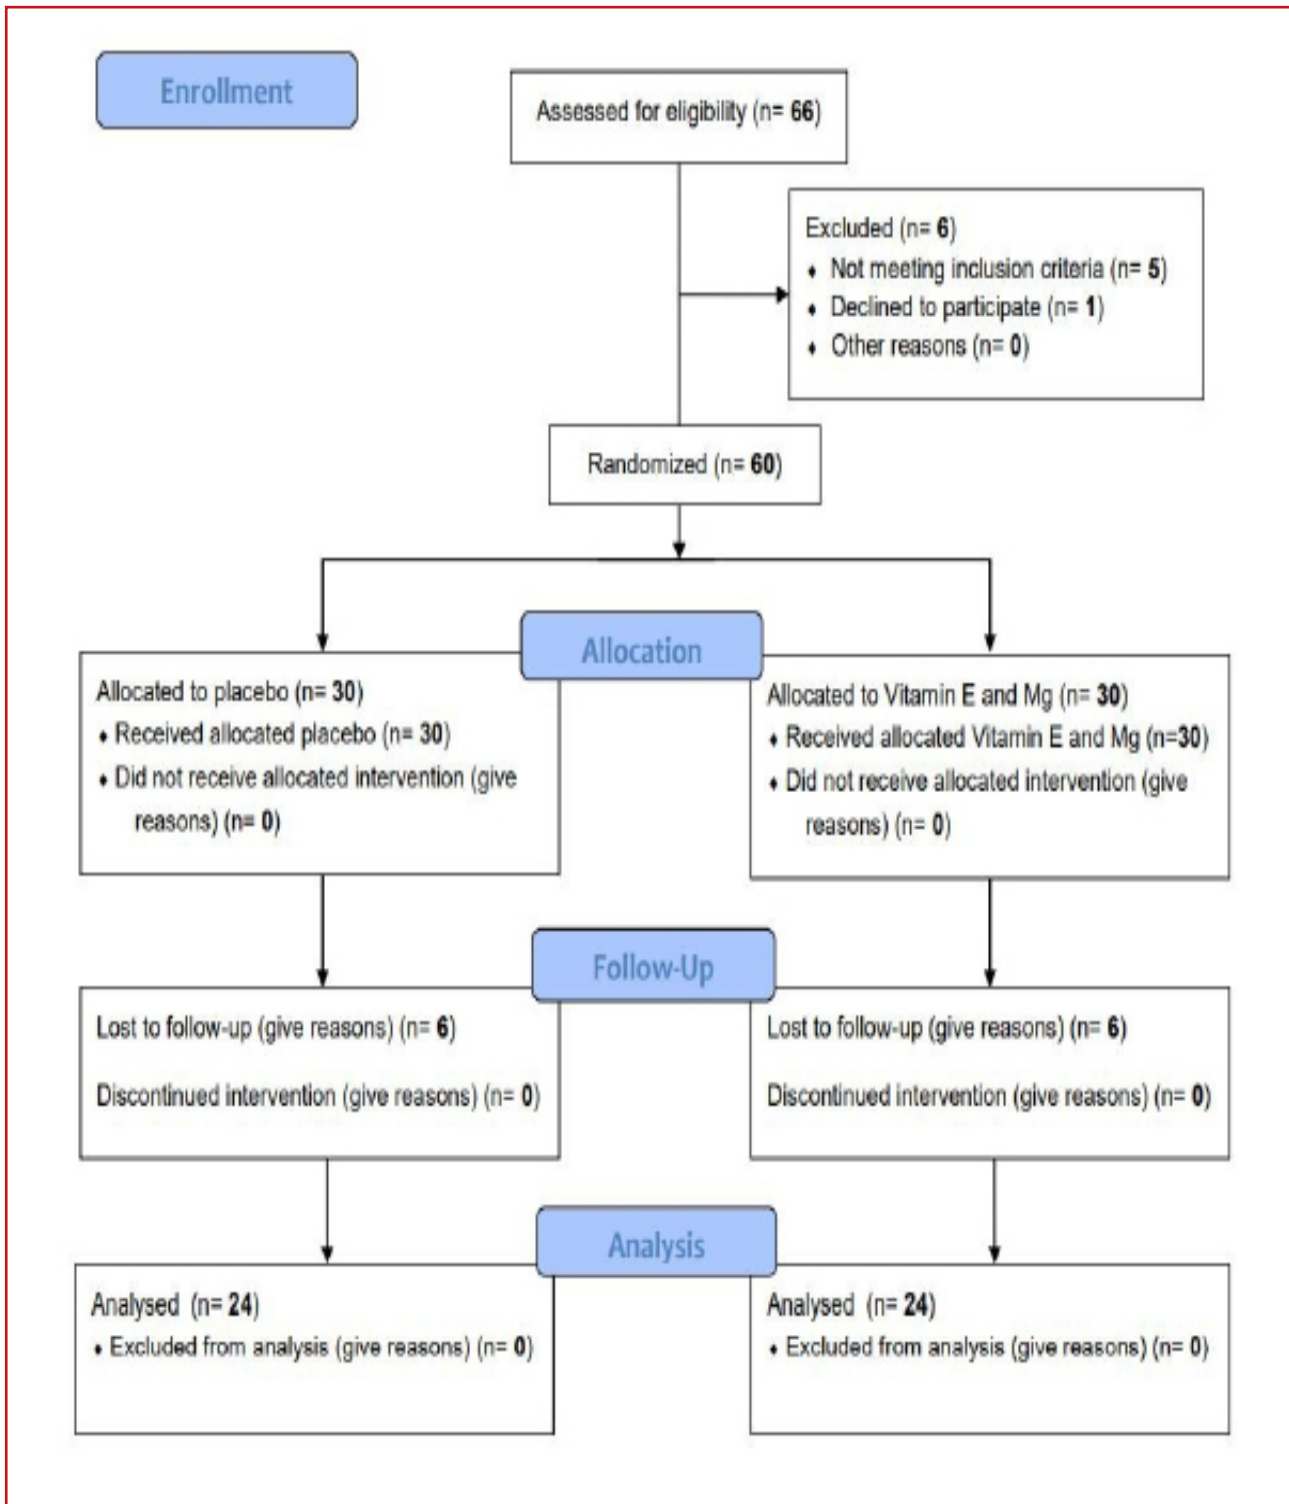 Enrollment
Assessed for eligibility (n= 66)
Excluded (n= 6)
♦ Not meeting inclusion criteria (n= 5)
♦ Declined to participate (n= 1)
♦ Other reasons (n= 0)
Randomized (n= 60)
Allocation
Allocated to placebo (n= 30)
♦ Received allocated placebo (n= 30)
♦ Did not receive allocated intervention (give
reasons) (n= 0)
Allocated to Vitamin E and Mg (n= 30)
♦ Received allocated Vitamin E and Mg (n=30)
♦ Did not receive allocated intervention (give
reasons) (n= 0)
Follow-Up
Lost to follow-up (give reasons) (n= 6)
Discontinued intervention (give reasons) (n= 0)
Lost to follow-up (give reasons) (n= 6)
Discontinued intervention (give reasons) (n= 0)
Analysis
Analysed (n= 24)
♦ Excluded from analysis (give reasons) (n= 0)
Analysed (n= 24)
♦ Excluded from analysis (give reasons) (n= 0)